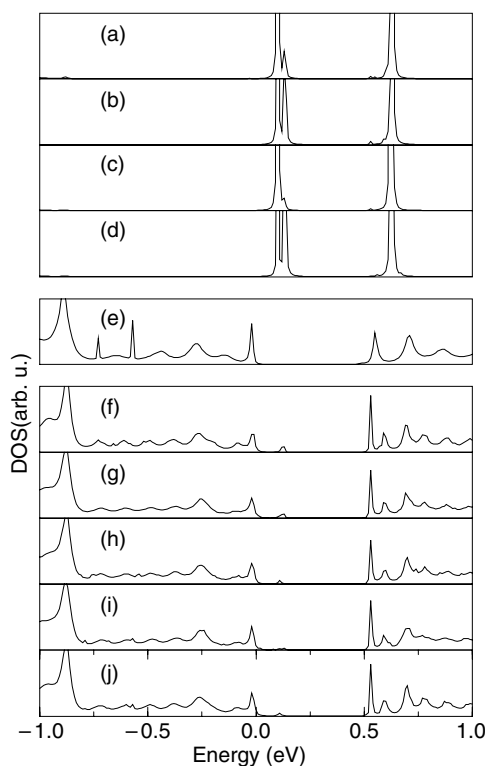 (a)
(b)
(c)
(d)
(e)
DOS(arb. u.)
(f)
(g)
(h)
(i)
(j)
−1.0 −0.5 0.0 0.5 1.0
Energy (eV)